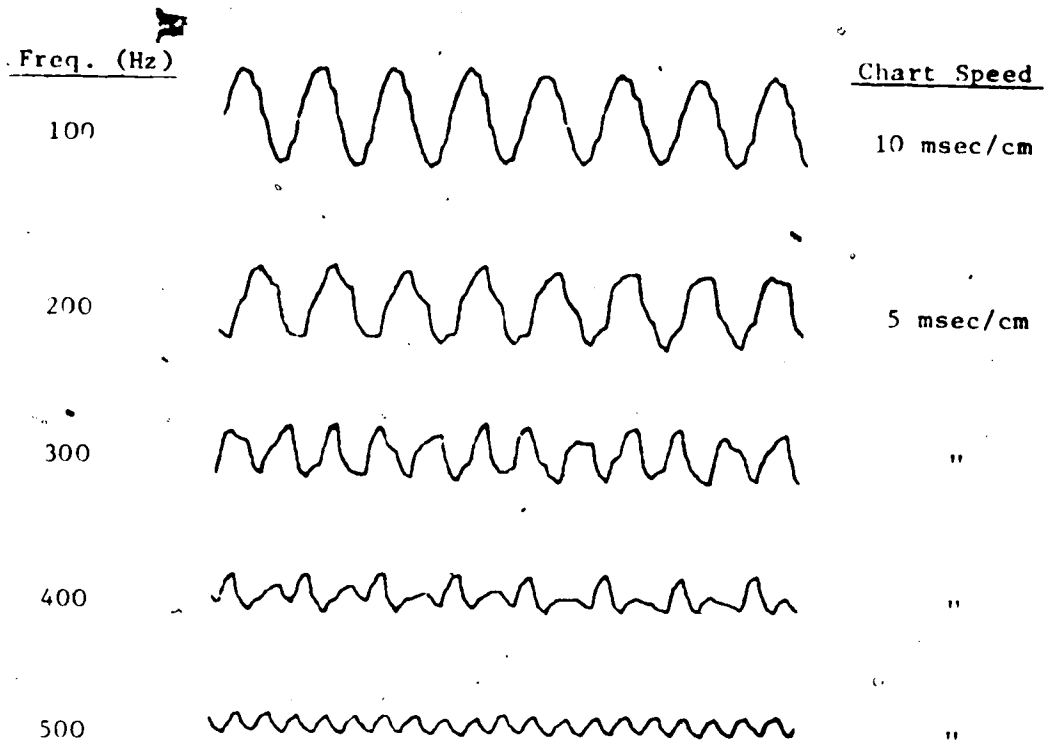 Freq. (Hz) Chart Speed
100 10 msec/cm
200 5 msec/cm
300 "
400 "
500 "